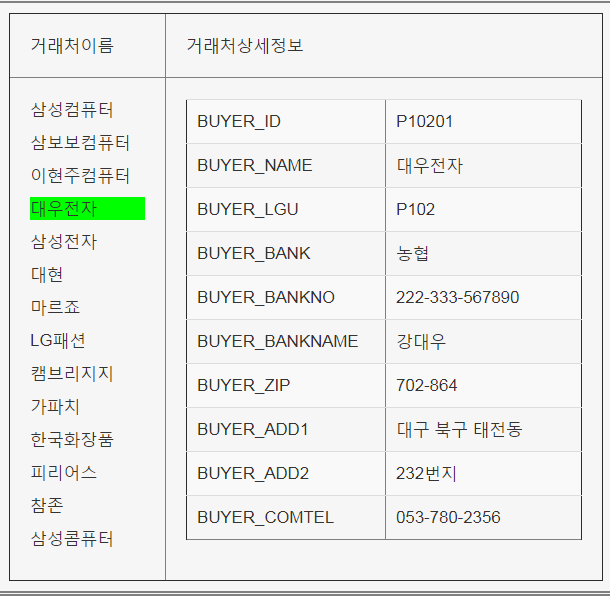 거래처이름
거래처상세정보
삼성컴퓨터
삼보보컴퓨터
이현주컴퓨터
대우전자
삼성전자
대현
마르죠
LG패션
캠브리지지
가파치
한국화장품
피리어스
참존
삼성콤퓨터
BUYER_ID P10201
BUYER_NAME 대우전자
BUYER_LGU P102
BUYER_BANK 농협
BUYER_BANKNO 222-333-567890
BUYER_BANKNAME 강대우
BUYER_ZIP 702-864
BUYER_ADD1 대구 북구 태전동
BUYER_ADD2 232번지
BUYER_COMTEL 053-780-2356